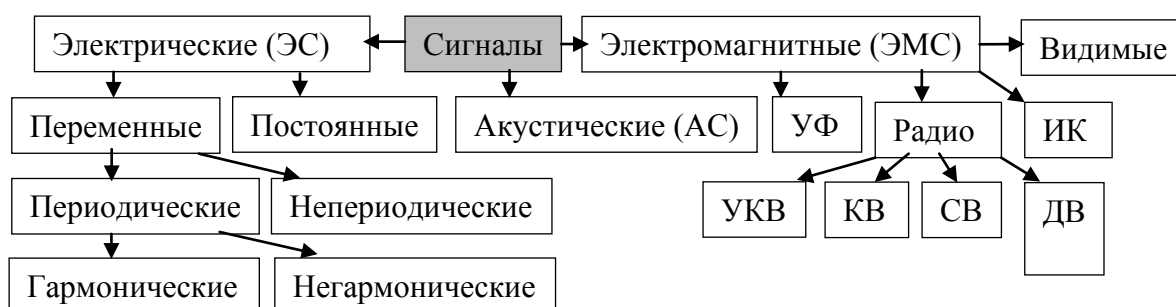 Электрические (ЭС)
Сигналы
Электромагнитные (ЭМС)
Видимые
Переменные
Постоянные
Акустические (АС)
УФ
Радио
ИК
Периодические
Непериодические
УКВ
КВ
СВ
ДВ
Гармонические
Негармонические